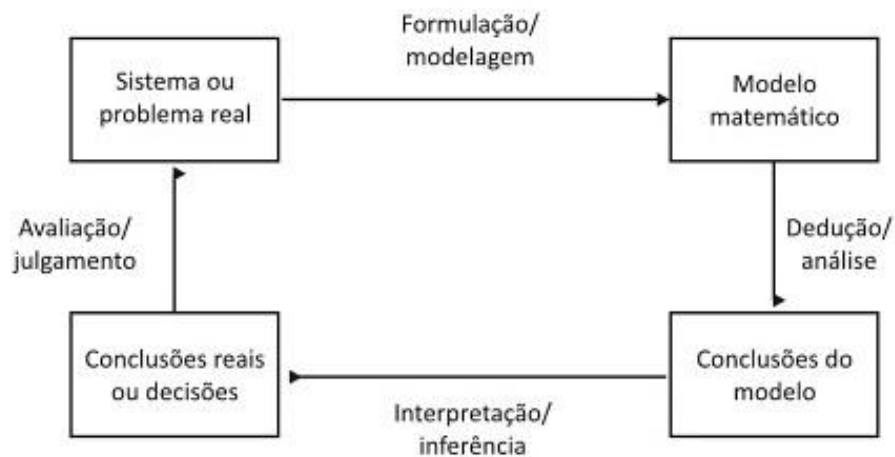 Formulação/
modelagem
Sistema ou
problema real
Modelo
matemático
Avaliação/
julgamento
Dedução/
análise
Conclusões reais
ou decisões
Conclusões do
modelo
Interpretação/
inferência